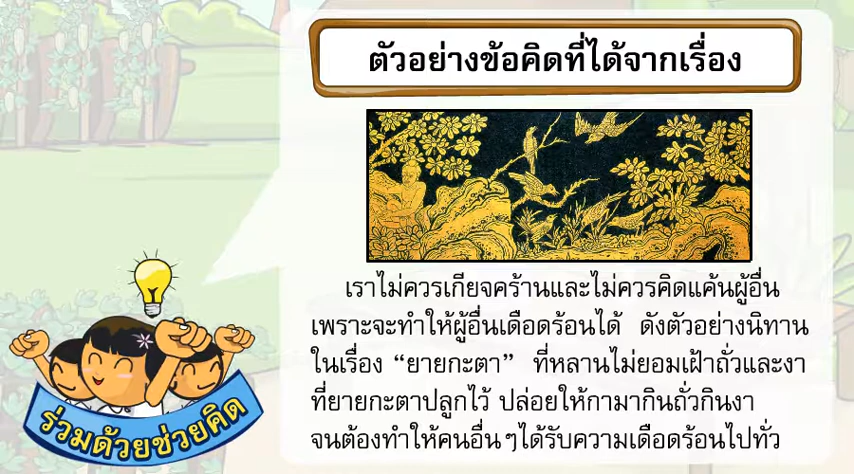 ตัวอย่างข้อคิดที่ได้จากเรื่อง
เราไม่ควรเกียจคร้านและไม่ควรคิดแค้นผู้อื่น
เพราะจะทำให้ผู้อื่นเดือดร้อนได้ ดังตัวอย่างนิทาน
ในเรื่อง “ยายกะตา” ที่หลานไม่ยอมเฝ้าถั่วและงา
ที่ยายกะตาปลูกไว้ ปล่อยให้กามากินถั่วกินงา
จนต้องทำให้คนอื่นๆได้รับความเดือดร้อนไปทั่ว
ร่วมด้วยช่วยคิด